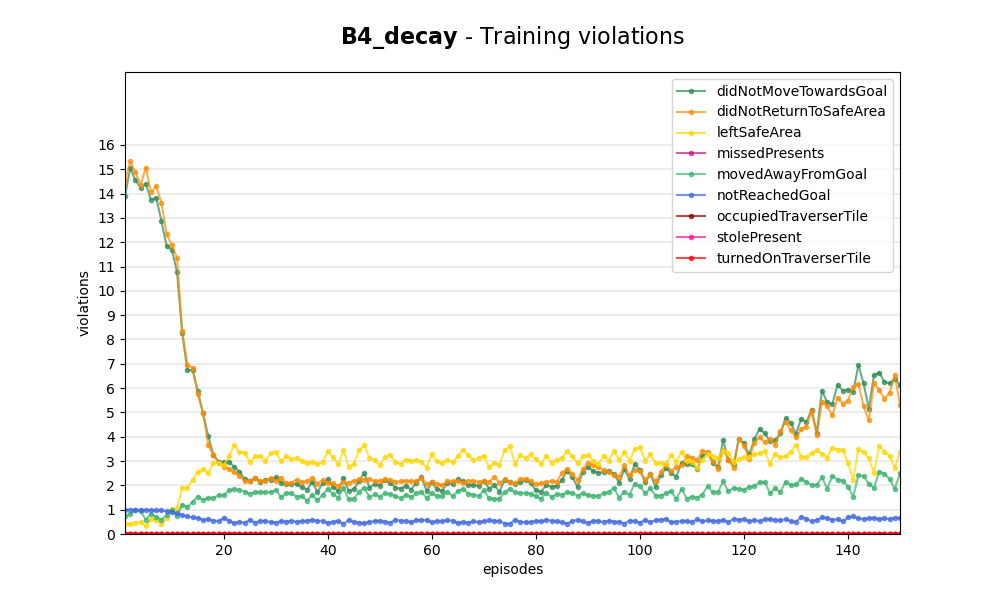 B4_decay - Training violations
violations
16
15
14
13
12
11
10
9
8
7
6
5
4
3
2
1
0
didNotMoveTowardsGoal
didNotReturnToSafeArea
leftSafeArea
missedPresents
movedAwayFromGoal
notReachedGoal
occupiedTraverserTile
stolePresent
turnedOnTraverserTile
20 40 60 80 100 120 140
episodes